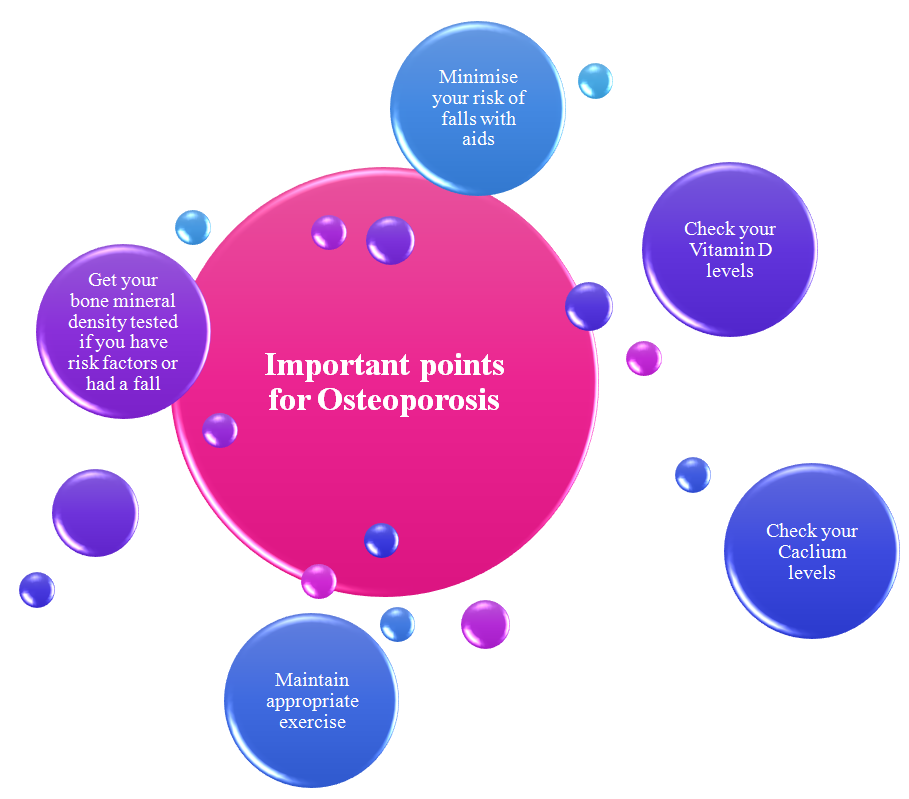 Minimise
your risk of
falls with
aids
Check your
Vitamin D
levels
Get your
bone mineral
density tested
if you have
risk factors or
had a fall
Important points
for Osteoporosis
Check your
Caclium
levels
Maintain
appropriate
exercise